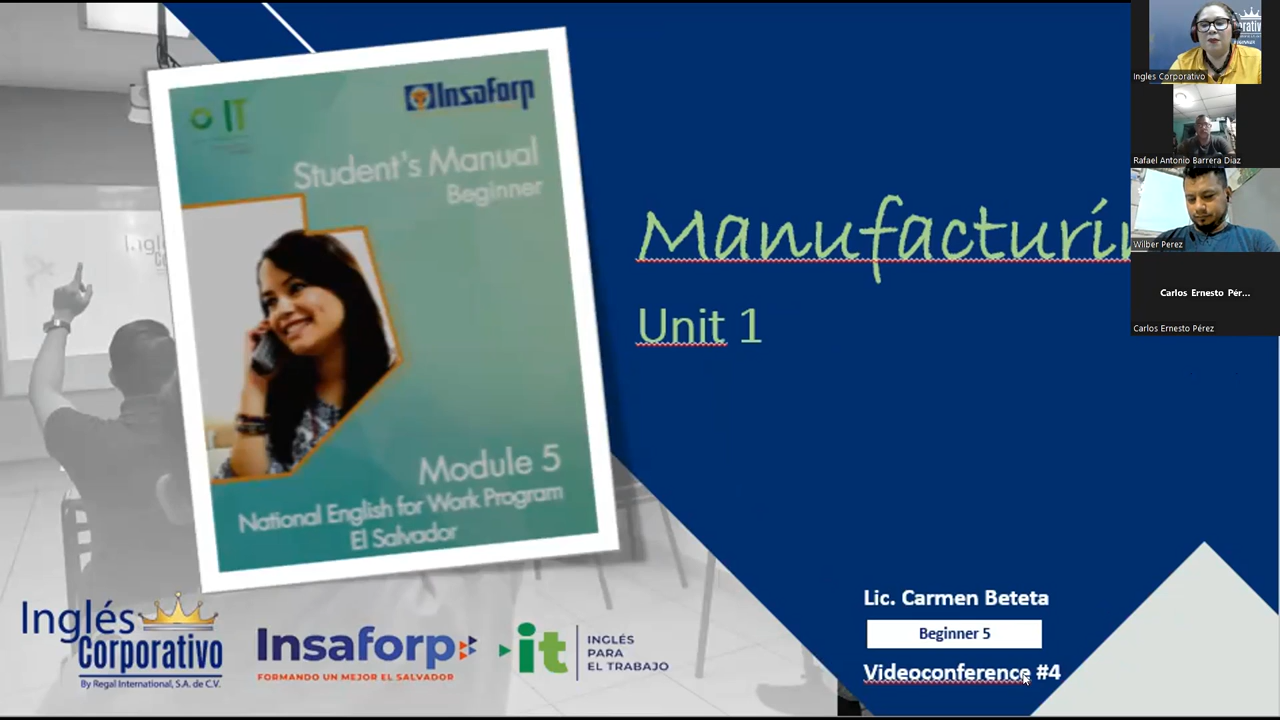 Insaforp
IT
Student's Manual
Beginner
Module 5
National English for Work Program
El Salvador
Unit 1
Inglés
Corporativo
By Regal International, S.A. de C.V.
Insaforp
FORMANDO UN MEJOR EL SALVADOR
it
INGLÉS
PARA
EL TRABAJO
Lic. Carmen Beteta
Beginner 5
Videoconference #4
Ingles Corporativo
Rafael Antonio Barrera Diaz
Wilber Perez
Carlos Ernesto Pér...
Carlos Ernesto Pérez